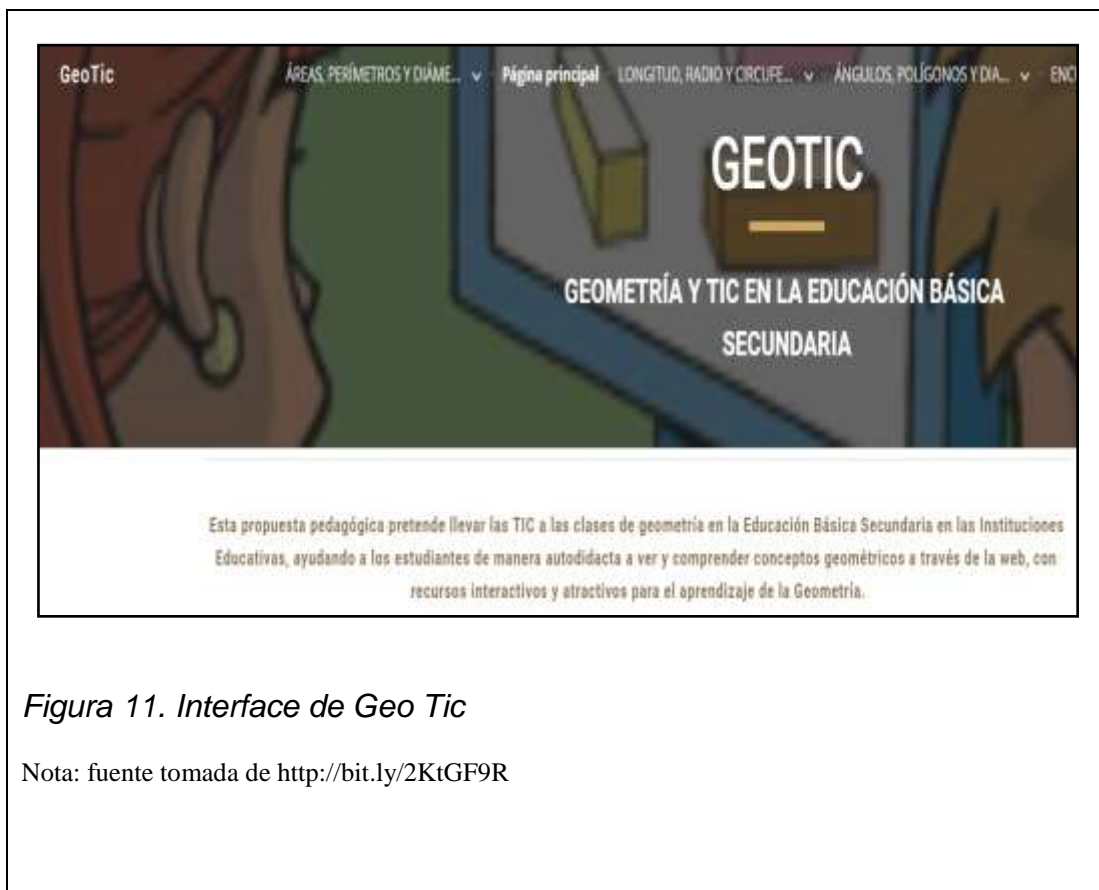 GeoTic
ÁREAS, PERÍMETROS Y DIÁME... Página principal LONGITUD, RADIO Y CIRCUFE... ÁNGULOS, POLÍGONOS Y DIA... ENC
GEOTIC
GEOMETRÍA Y TIC EN LA EDUCACIÓN BÁSICA
SECUNDARIA
Esta propuesta pedagógica pretende llevar las TIC a las clases de geometría en la Educación Básica Secundaria en las Instituciones
Educativas, ayudando a los estudiantes de manera autodidacta a ver y comprender conceptos geométricos a través de la web, con
recursos interactivos y atractivos para el aprendizaje de la Geometría.
Figura 11. Interface de Geo Tic
Nota: fuente tomada de http://bit.ly/2KtGF9R